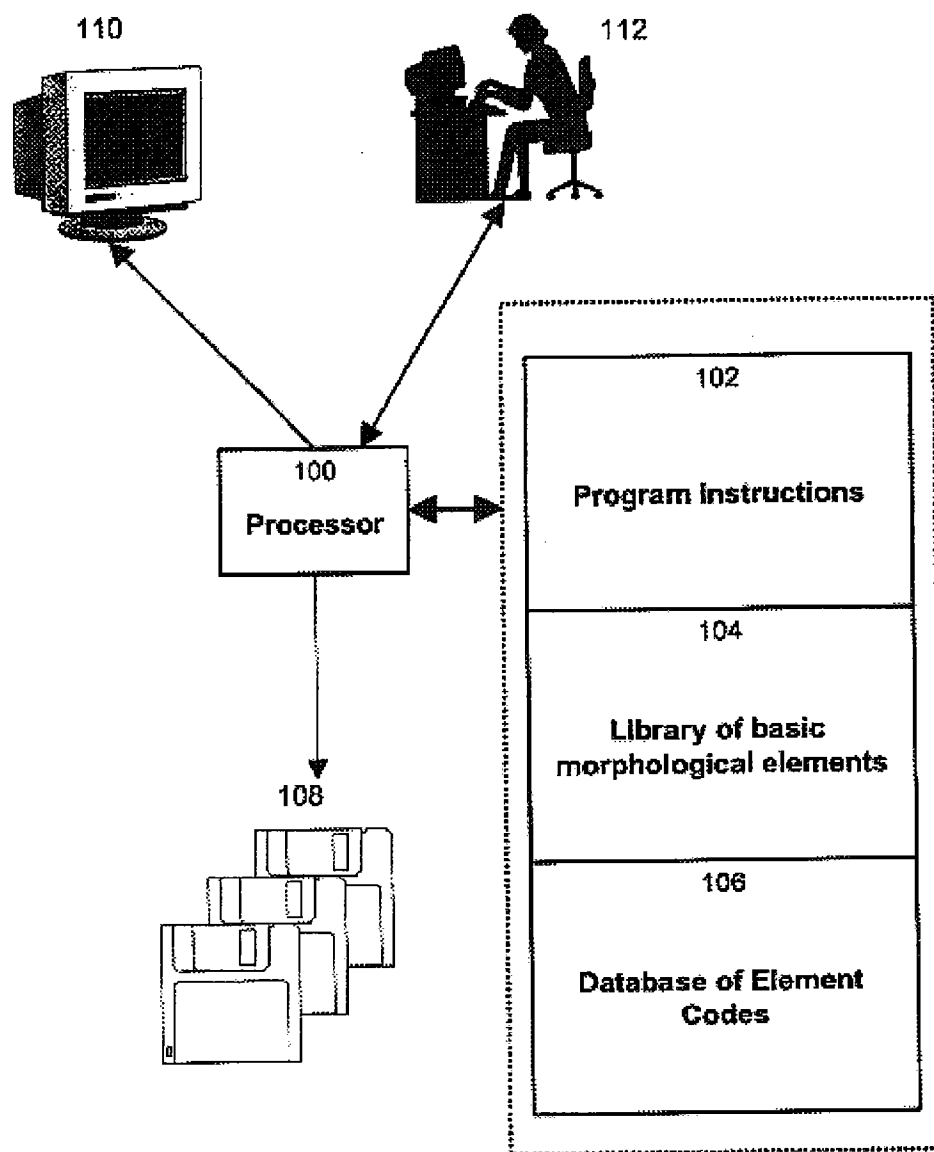 110
112
102
Program Instructions
100
Processor
104
Library of basic
morphological elements
108
106
Database of Element
Codes